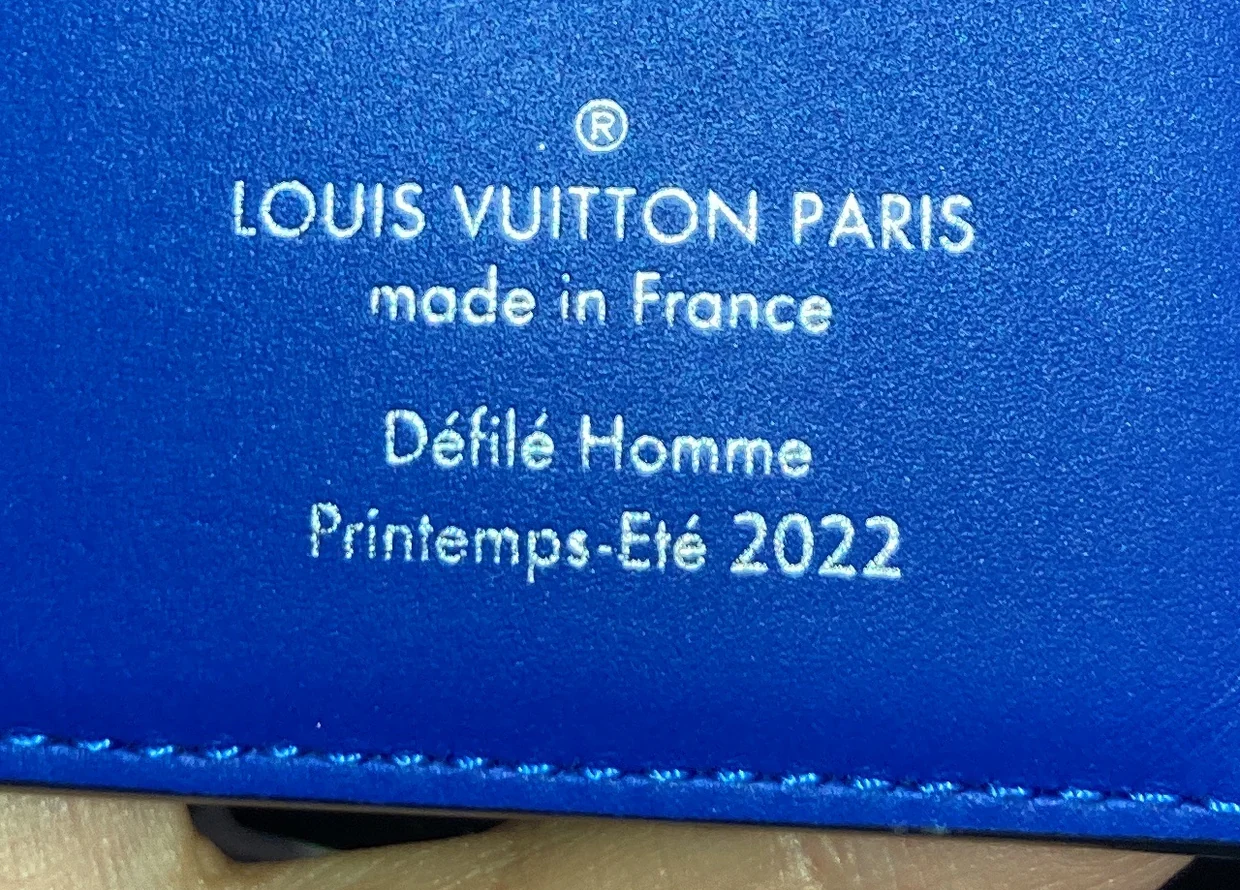 ®
LOUIS VUITTON PARIS
made in France
Défilé Homme
Printemps-Eté 2022